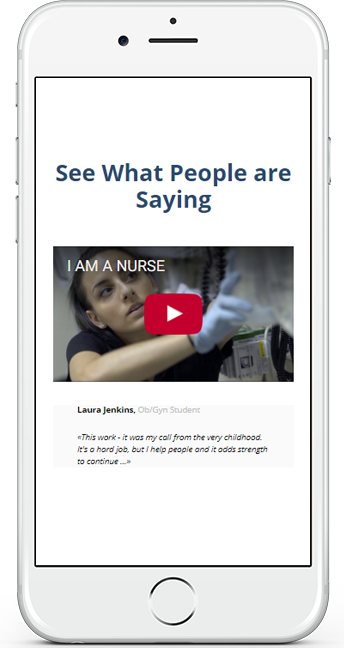 See What People are
Saying
I AM A NURSE
Laura Jenkins, Ob/Gyn Student
«This work - it was my call from the very childhood.
It's a hard job, but I help people and it adds strength
to continue ...»